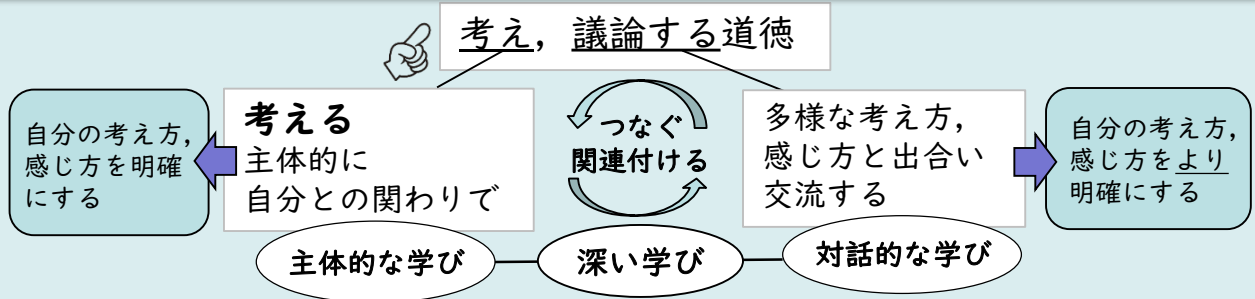 考え，議論する道徳
自分の考え方，
感じ方を明確
にする
考える
主体的に
自分との関わりで
つなぐ
関連付ける
多様な考え方，
感じ方と出合い
交流する
自分の考え方，
感じ方をより
明確にする
主体的な学び
深い学び
対話的な学び